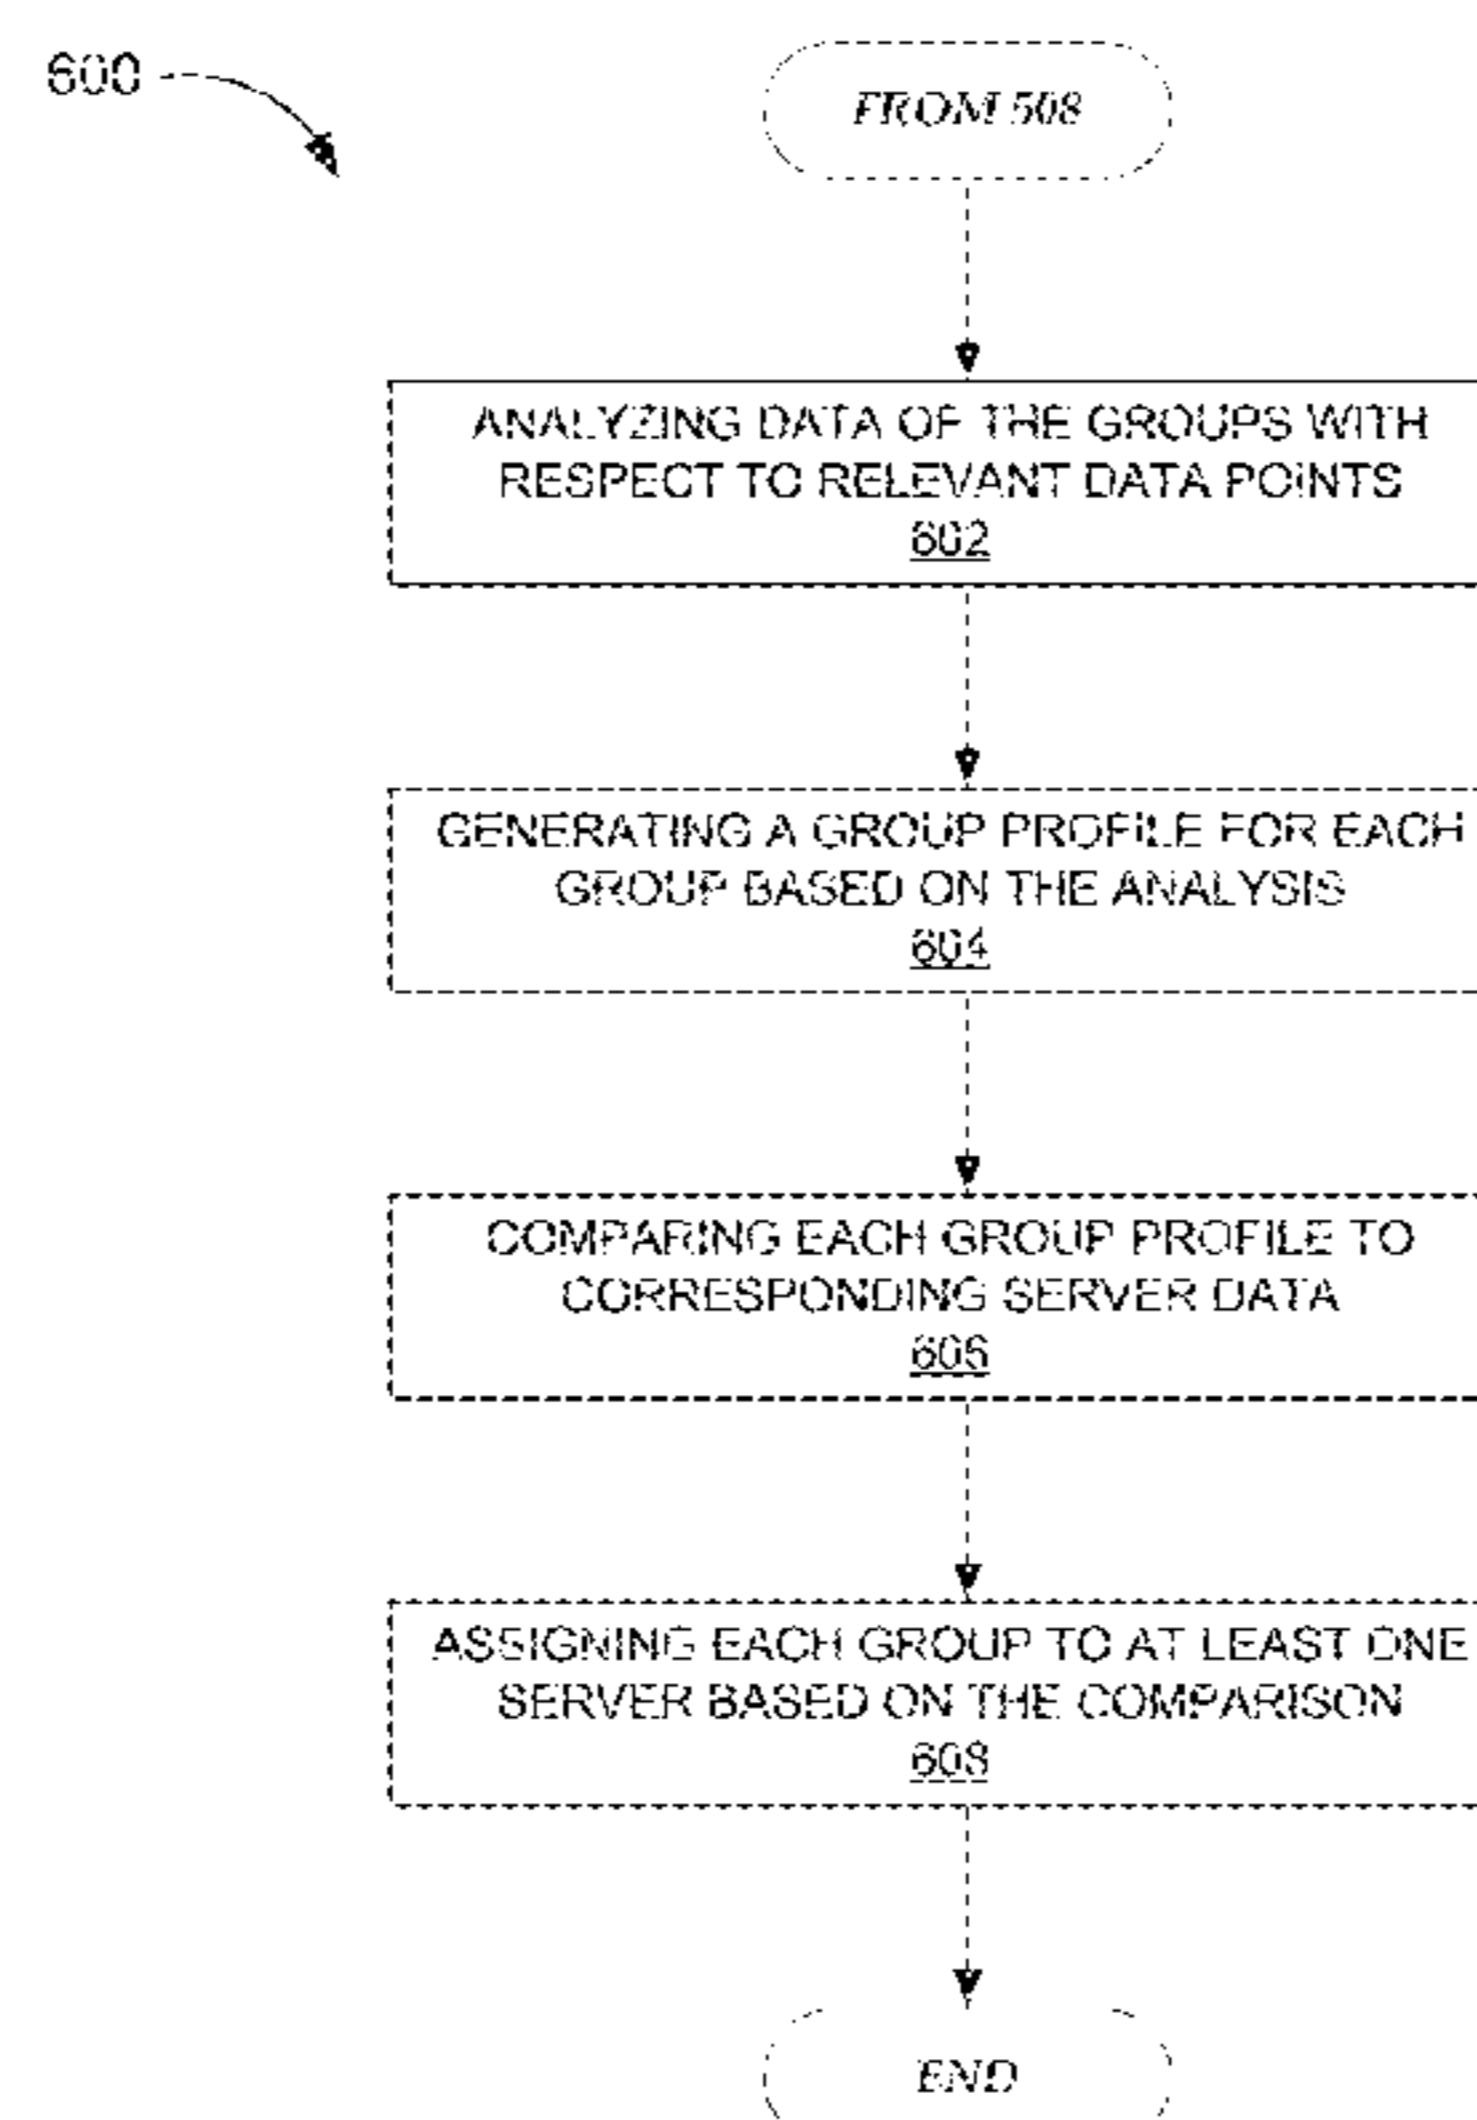 600
FROM 508
ANALYZING DATA OF THE GROUPS WITH
RESPECT TO RELEVANT DATA POINTS
602
GENERATING A GROUP PROFILE FOR EACH
GROUP BASED ON THE ANALYSIS
604
COMPARING EACH GROUP PROFILE TO
CORRESPONDING SERVER DATA
606
ASSIGNING EACH GROUP TO AT LEAST ONE
SERVER BASED ON THE COMPARISON
608
END